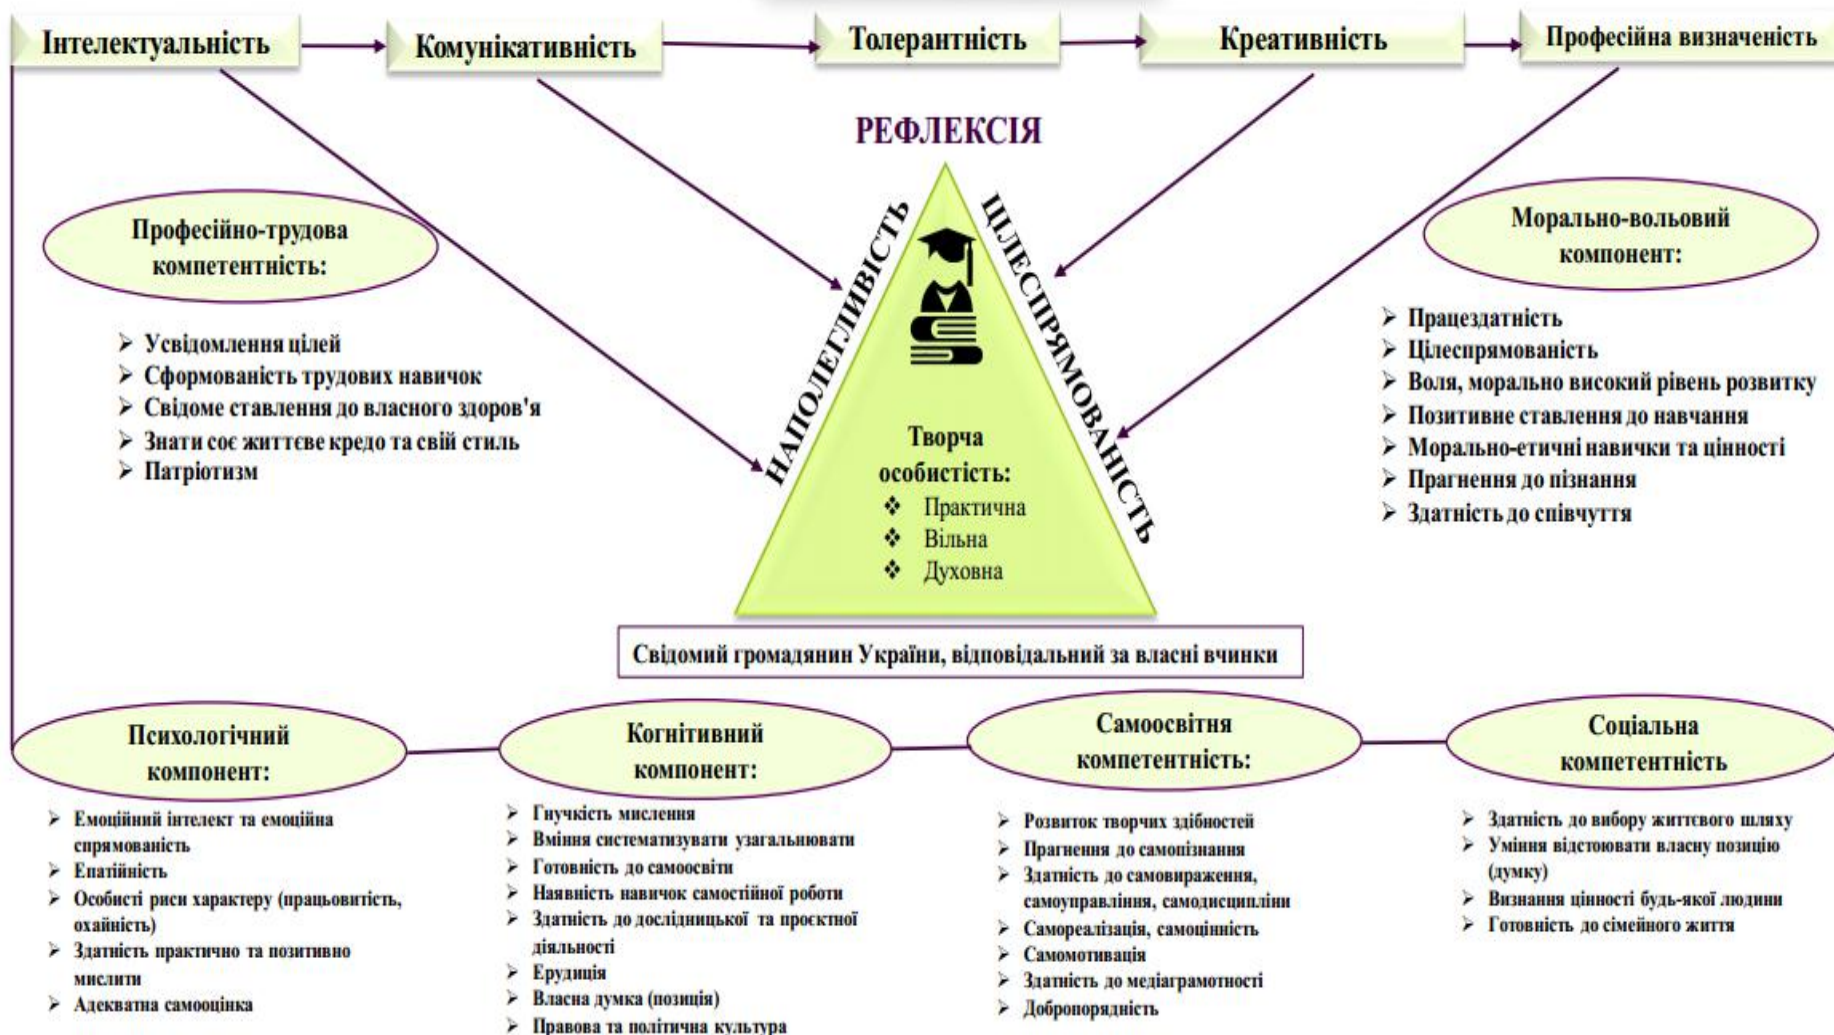 Інтелектуальність
Комунікативність
Толерантність
Креативність
Професійна визначеність
РЕФЛЕКСІЯ
Професійно-трудова
компетентність:
Усвідомлення цілей
Сформованість трудових навичок
Свідоме ставлення до власного здоров'я
Знати соє життєве кредо та свій стиль
Патріотизм
НАПОЛЕГЛИВІСТЬ
ЦІЛЕСПРЯМОВАНІСТЬ
Творча
особистість:
Практична
Вільна
Духовна
Морально-вольовий
компонент:
Працездатність
Цілеспрямованість
Воля, морально високий рівень розвитку
Позитивне ставлення до навчання
Морально-етичні навички та цінності
Прагнення до пізнання
Здатність до співчуття
Свідомий громадянин України, відповідальний за власні вчинки
Психологічний
компонент:
Емоційний інтелект та емоційна
спрямованість
Епатійність
Особисті риси характеру (працьовитість,
охайність)
Здатність практично та позитивно
мислити
Адекватна самооцінка
Когнітивний
компонент:
Гнучкість мислення
Вміння систематизувати узагальнювати
Готовність до самоосвіти
Наявність навичок самостійної роботи
Здатність до дослідницької та проєктної
діяльності
Ерудиція
Власна думка (позиція)
Правова та політична культура
Самоосвітня
компетентність:
Розвиток творчих здібностей
Прагнення до самопізнання
Здатність до самовираження,
самоуправління, самодисципліни
Самореалізація, самоцінність
Самомотивація
Здатність до медіаграмотності
Добропорядність
Соціальна
компетентність
Здатність до вибору життєвого шляху
Уміння відстоювати власну позицію
(думку)
Визнання цінності будь-якої людини
Готовність до сімейного життя